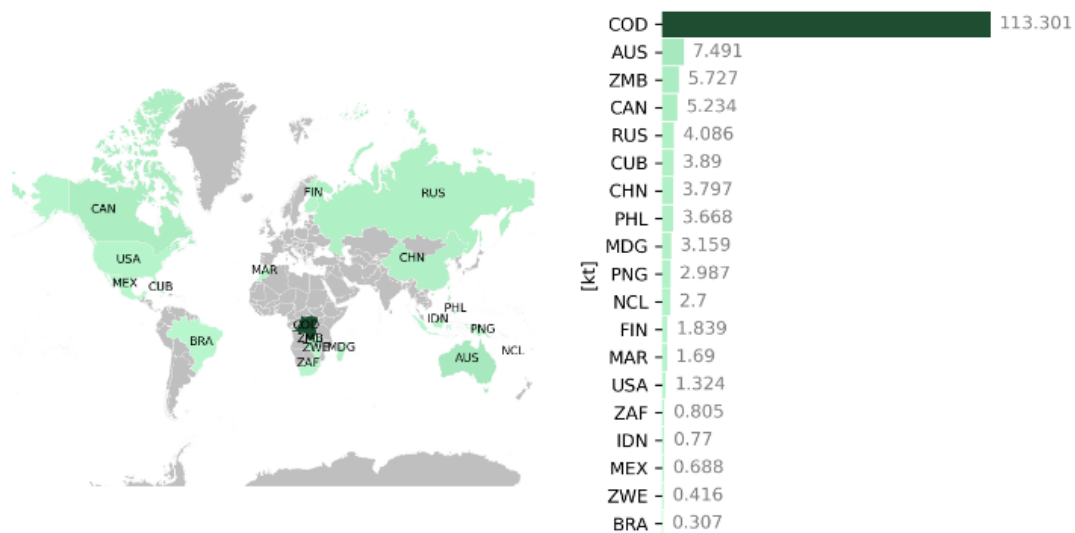 FIN
RUS
CAN
USA
CHN
MAR
MEX
CUB
PHL
IDN
COD
PNG
ZMB
BRA
ZWE
MDG
NCL
AUS
ZAF
[kt]
COD 113.301
AUS 7.491
ZMB 5.727
CAN 5.234
RUS 4.086
CUB 3.89
CHN 3.797
PHL 3.668
MDG 3.159
PNG 2.987
NCL 2.7
FIN 1.839
MAR 1.69
USA 1.324
ZAF 0.805
IDN 0.77
MEX 0.688
ZWE 0.416
BRA 0.307